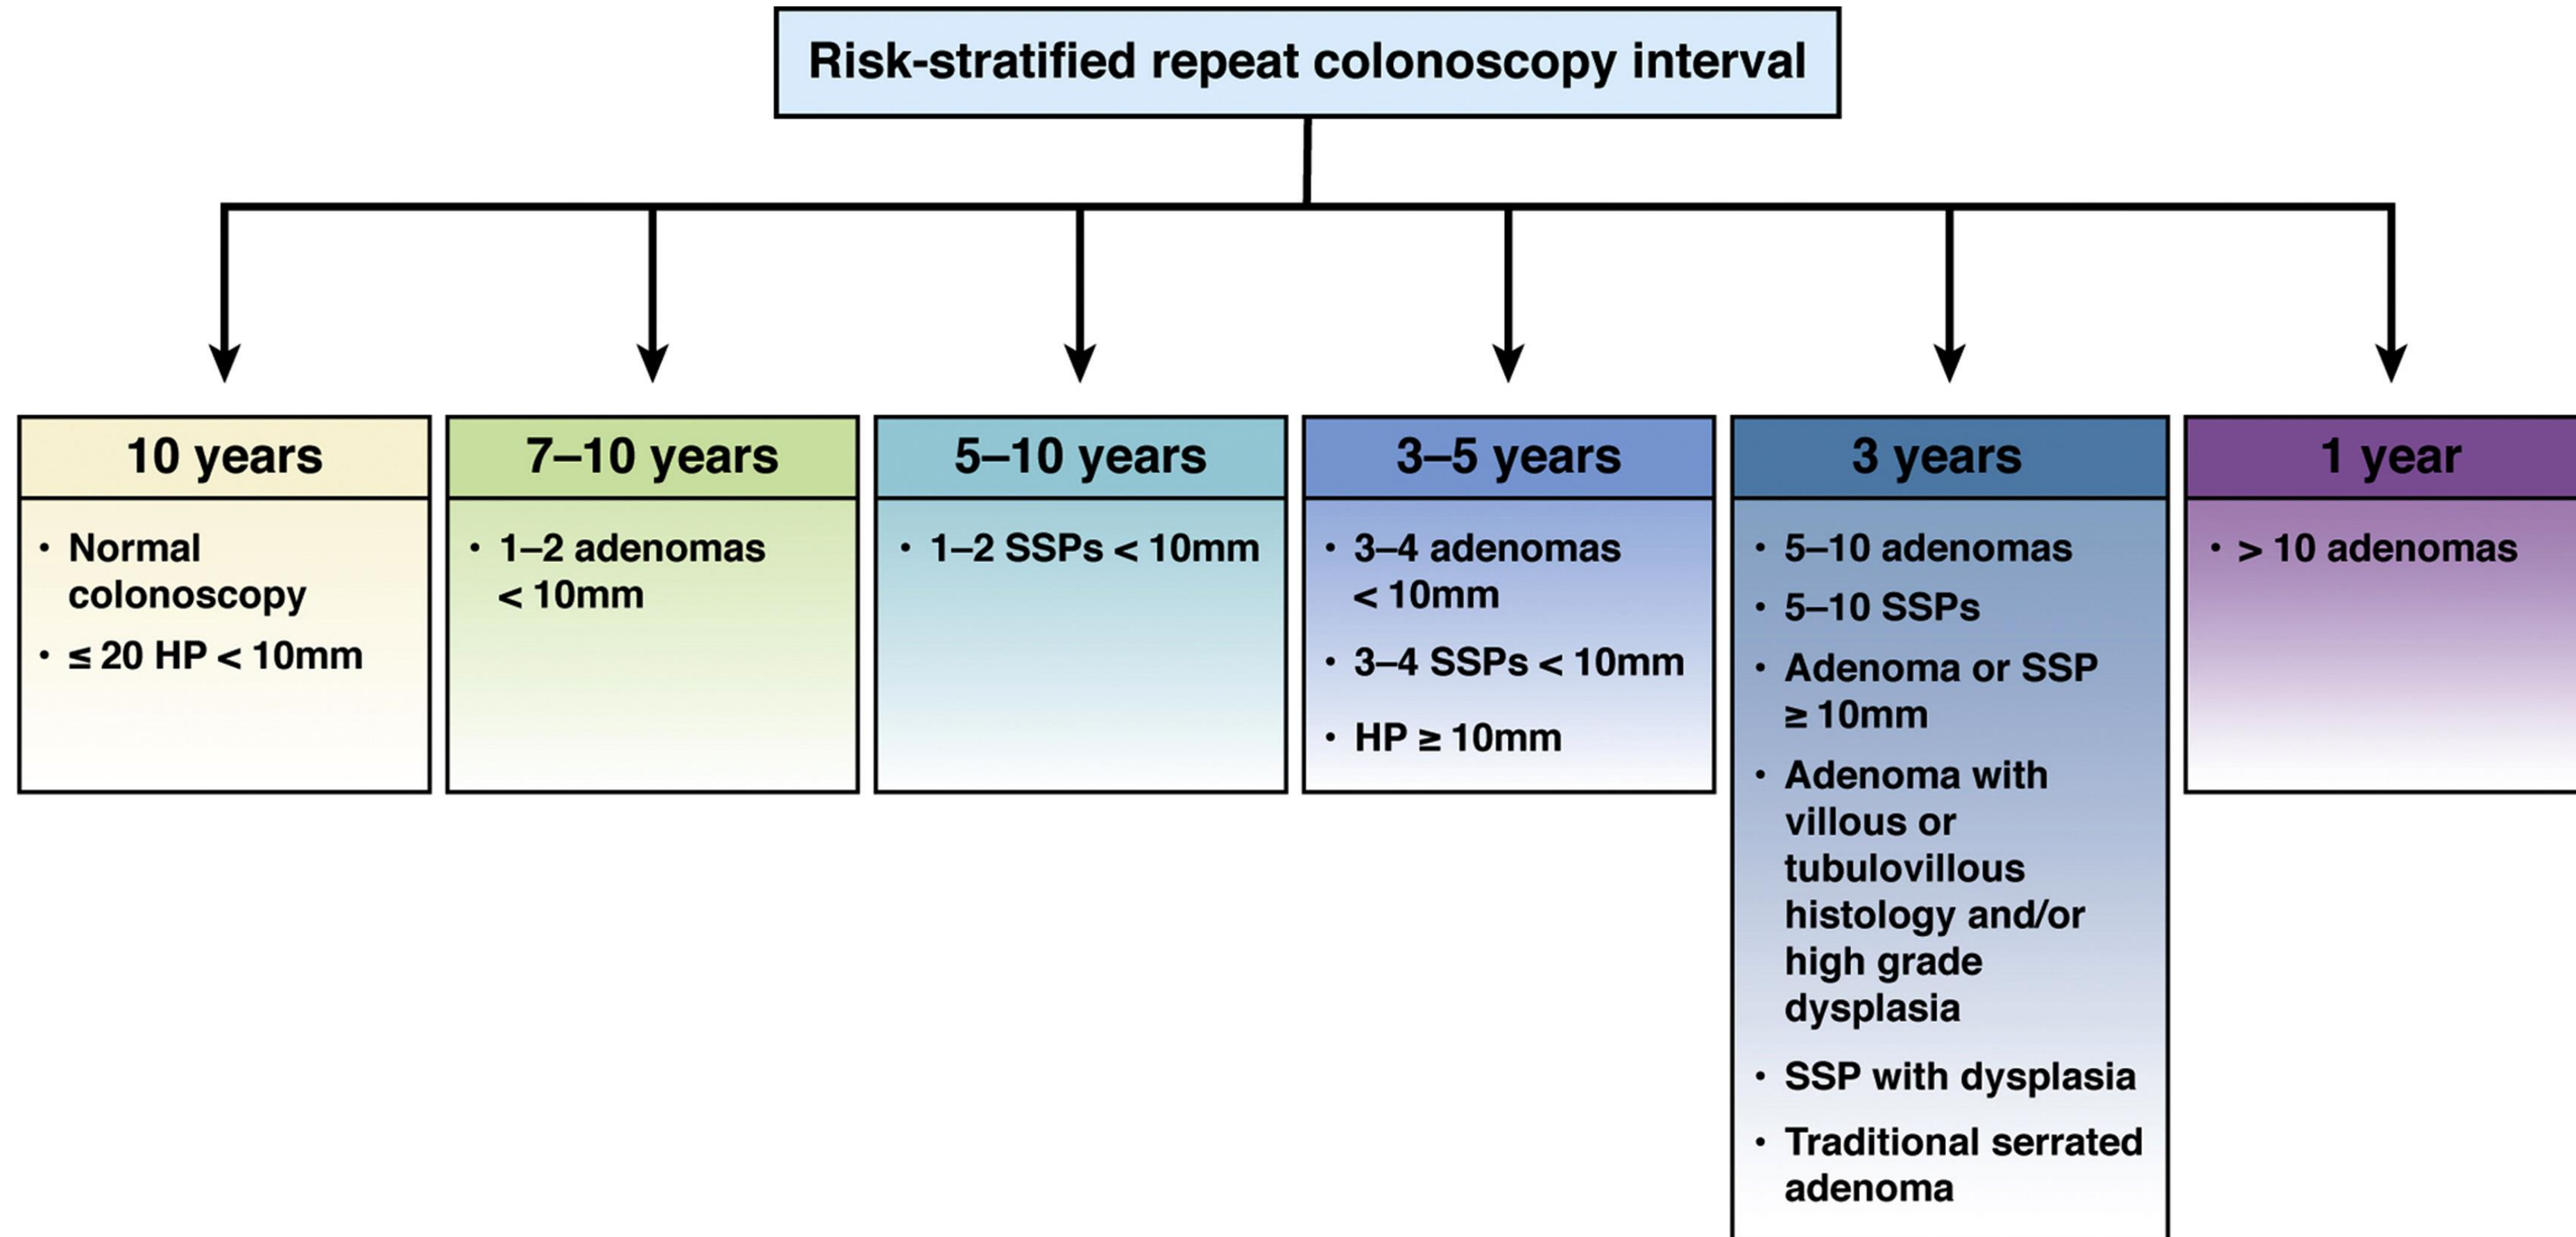 Risk-stratified repeat colonoscopy interval
10 years
• Normal
colonoscopy
• ≤ 20 HP < 10mm
7–10 years
• 1–2 adenomas
< 10mm
5–10 years
• 1–2 SSPs < 10mm
3–5 years
• 3–4 adenomas
< 10mm
• 3–4 SSPs < 10mm
• HP ≥ 10mm
3 years
• 5–10 adenomas
• 5–10 SSPs
• Adenoma or SSP
≥ 10mm
• Adenoma with
villous or
tubulovillous
histology and/or
high grade
dysplasia
• SSP with dysplasia
• Traditional serrated
adenoma
1 year
• > 10 adenomas